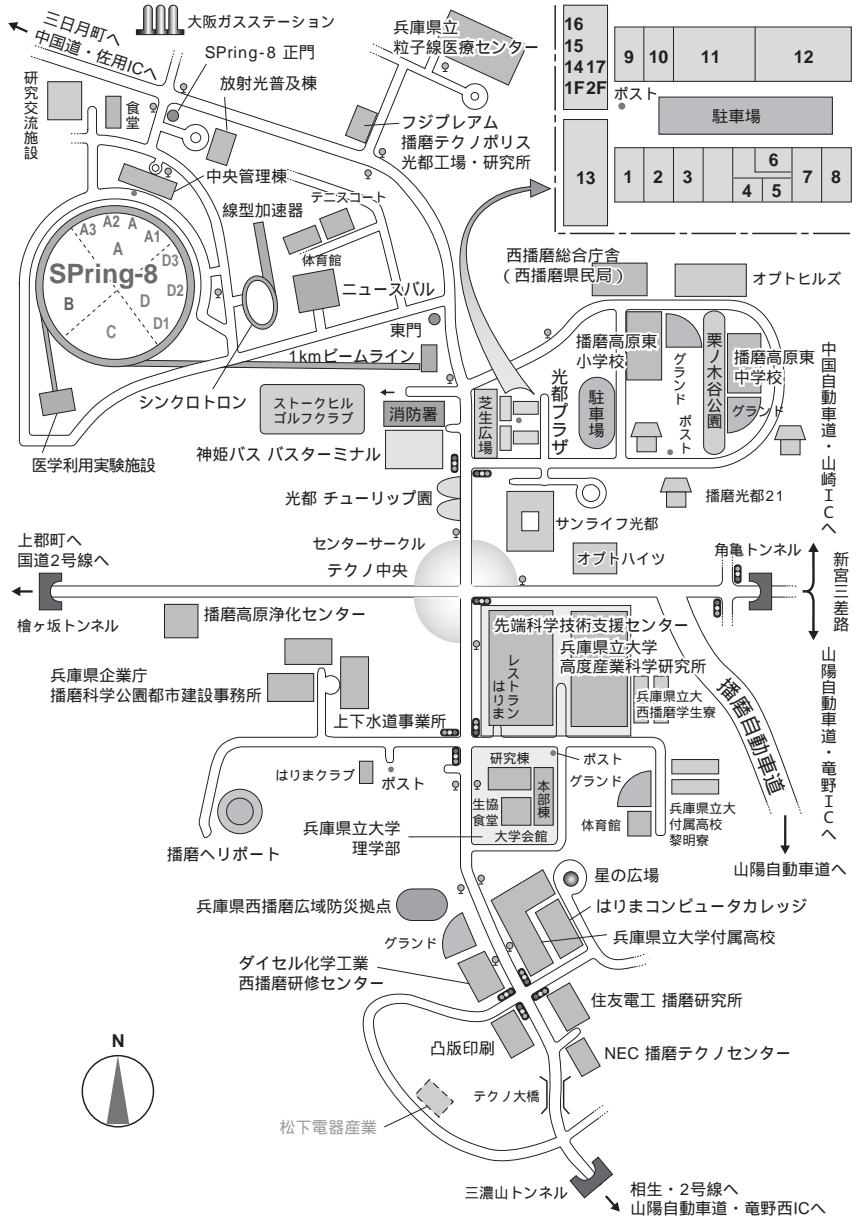 三日月町へ
中国道・佐用ICへ
大阪ガスステーション
SPring-8 正門
放射光普及棟
研究交流施設
食堂
中央管理棟
兵庫県立
粒子線医療センター
フジプレアム
播磨テクノポリス
光都工場・研究所
16
15
14 17
1F 2F
9
10
11
12
ポスト
駐車場
13
1
2
3
4
5
6
7
8
線型加速器
テニスコート
体育館
ニュースバル
東門
1kmビームライン
シンクロトロン
A3
A2
A
A1
A
D3
SPring-8
B
D
D2
C
D1
医学利用実験施設
ストークヒル
ゴルフクラブ
消防署
神姫バス バスターミナル
光都 チューリップ園
西播磨総合庁舎
(西播磨県民局)
オプトヒルズ
播磨高原東
小学校
グランド
栗ノ木谷公園
播磨高原東
中学校
グランド
芝生広場
光都プラザ
駐車場
ポスト
播磨光都21
サンライフ光都
オプトハイツ
中国自動車道・山崎ICへ
角亀トンネル
新宮三差路
山陽自動車道・竜野ICへ
上郡町へ
国道2号線へ
檜ヶ坂トンネル
センターサークル
テクノ中央
播磨高原浄化センター
兵庫県企業庁
播磨科学公園都市建設事務所
上下水道事業所
先端科学技術支援センター
兵庫県立大学
高度産業科学研究所
レストラン
はりま
兵庫県立大
西播磨学生寮
播磨自動車道
山陽自動車道へ
はりまクラブ
ポスト
播磨ヘリポート
研究棟
生協
食堂
本部棟
大学会館
兵庫県立大学
理学部
ポスト
グランド
体育館
兵庫県立大
付属高校
黎明寮
兵庫県西播磨広域防災拠点
グランド
ダイセル化学工業
西播磨研修センター
星の広場
はりまコンピュータカレッジ
兵庫県立大学付属高校
住友電工 播磨研究所
凸版印刷
NEC 播磨テクノセンター
テクノ大橋
松下電器産業
N
三濃山トンネル
相生・2号線へ
山陽自動車道・竜野西ICへ